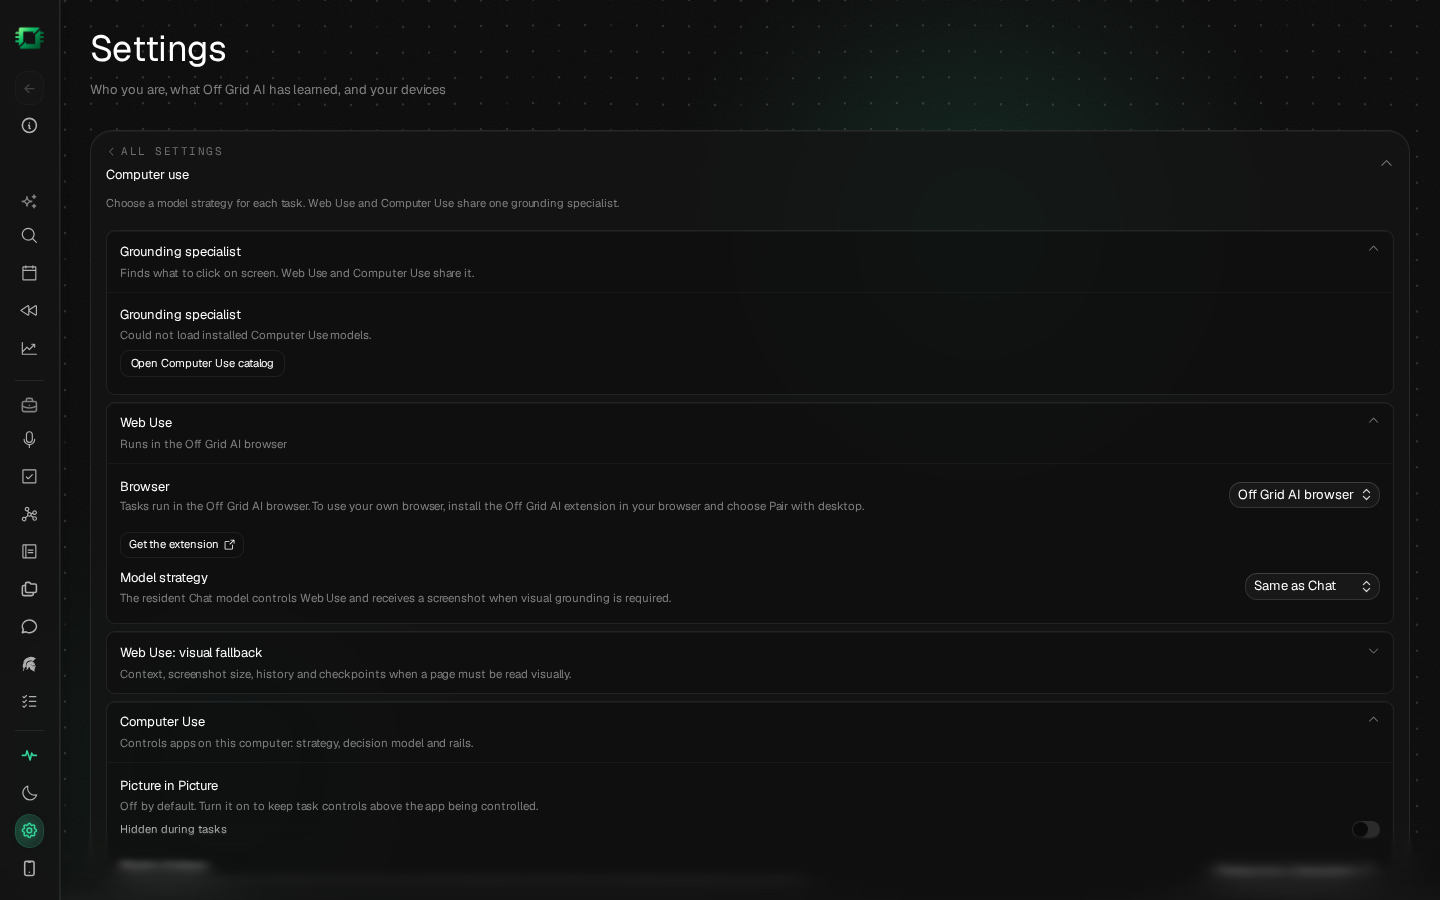 Settings
Who you are, what Off Grid AI has learned, and your devices
ALL SETTINGS
Computer use
Choose a model strategy for each task. Web Use and Computer Use share one grounding specialist.
Grounding specialist
Finds what to click on screen. Web Use and Computer Use share it.
Grounding specialist
Could not load installed Computer Use models.
Open Computer Use catalog
Web Use
Runs in the Off Grid AI browser
Browser
Off Grid AI browser
Tasks run in the Off Grid AI browser. To use your own browser, install the Off Grid AI extension in your browser and choose Pair with desktop.
Get the extension
Model strategy
Same as Chat
The resident Chat model controls Web Use and receives a screenshot when visual grounding is required.
Web Use: visual fallback
Context, screenshot size, history and checkpoints when a page must be read visually.
Computer Use
Controls apps on this computer: strategy, decision model and rails.
Picture in Picture
Off by default. Turn it on to keep task controls above the app being controlled.
Hidden during tasks